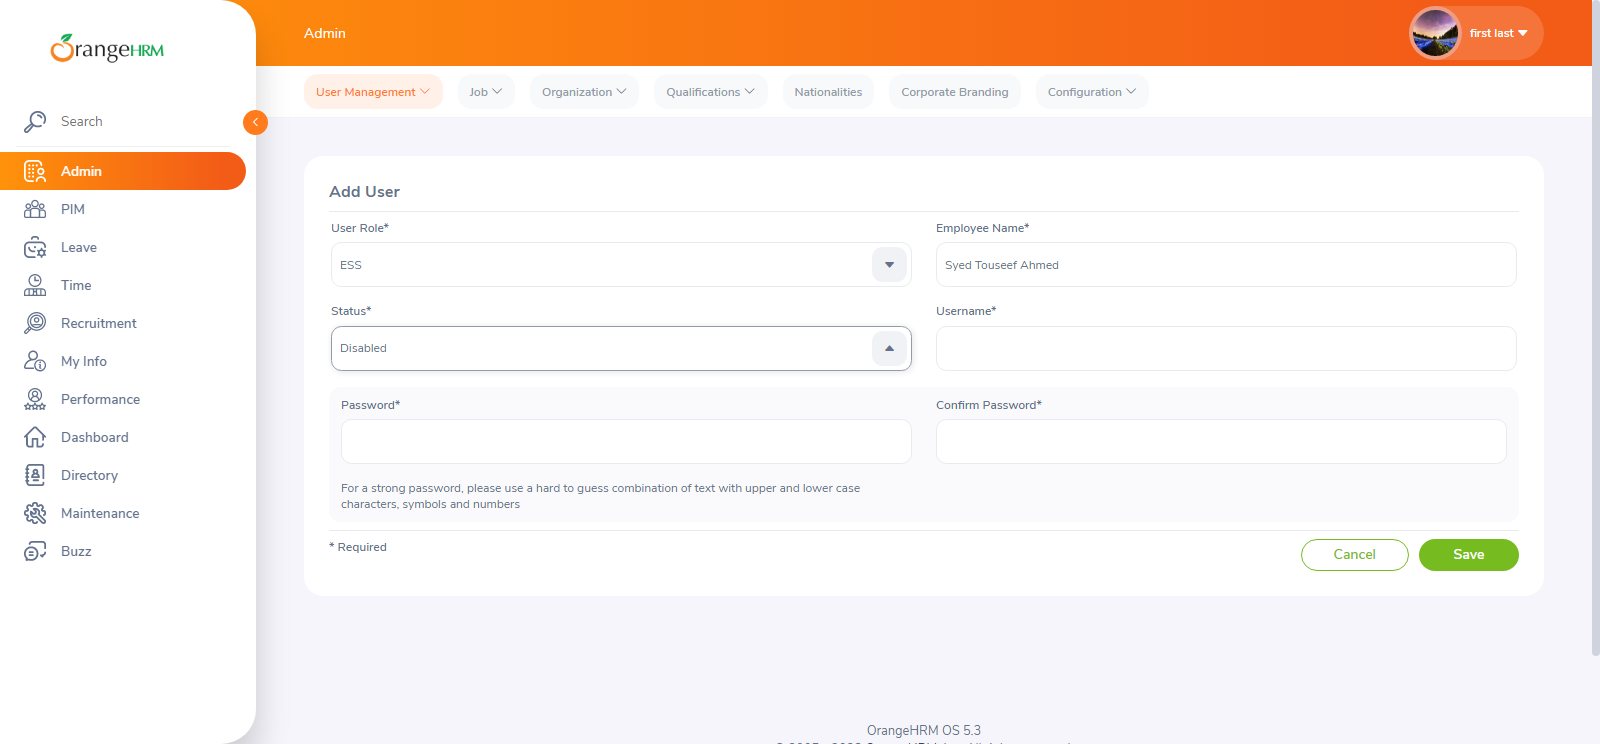 OrangeHRM
Search
Admin
PIM
Leave
Time
Recruitment
My Info
Performance
Dashboard
Directory
Maintenance
Buzz
Admin
first last
User Management
Job
Organization
Qualifications
Nationalities
Corporate Branding
Configuration
Add User
User Role*
ESS
Employee Name*
Syed Touseef Ahmed
Status*
Disabled
Username*
Password*
Confirm Password*
For a strong password, please use a hard to guess combination of text with upper and lower case
characters, symbols and numbers
* Required
Cancel
Save
OrangeHRM OS 5.3